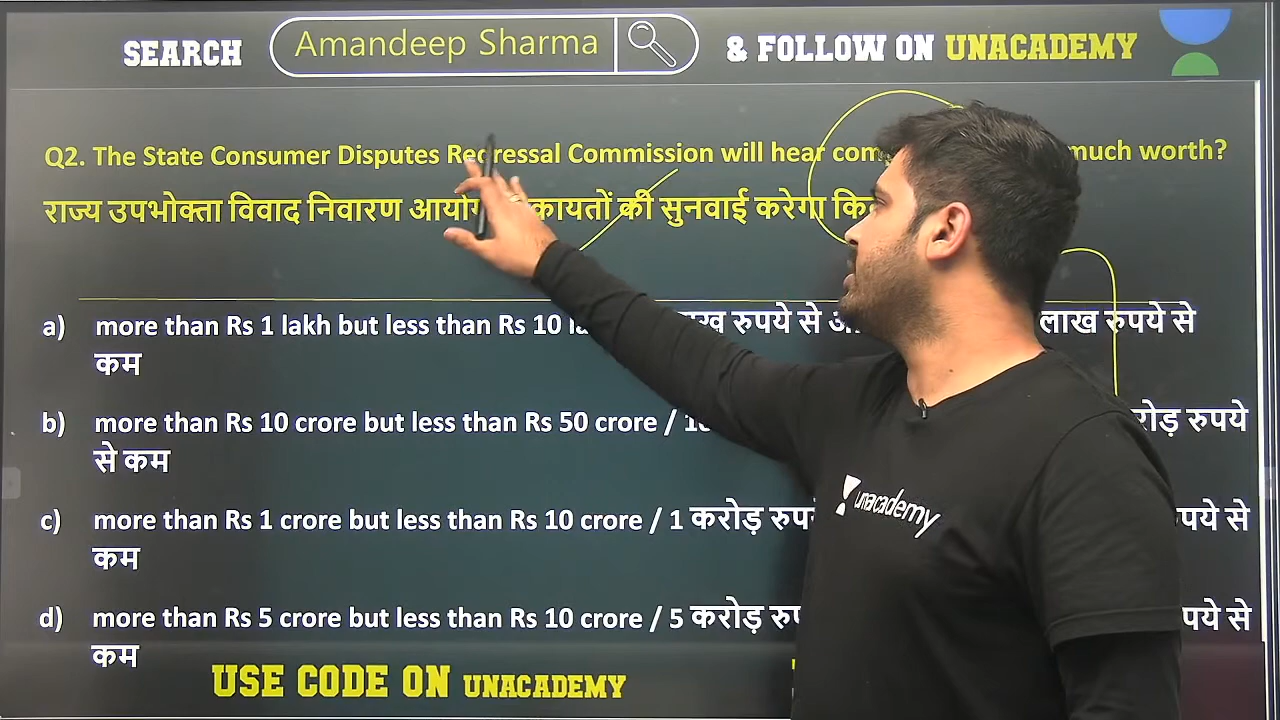 SEARCH Amandeep Sharma & FOLLOW ON UNACADEMY
Q2. The State Consumer Disputes Redressal Commission will hear much worth?
राज्य उपभोक्ता विवाद निवारण की सुनवाई करेगा
a) more than Rs 1 lakh but less than Rs 10 रुपये से लाख रुपये से
कम
b) more than Rs 10 crore but less than Rs 50 crore / रुपये
से कम
c) more than Rs 1 crore but less than Rs 10 crore / 1 करोड़ से
कम
d) more than Rs 5 crore but less than Rs 10 crore / 5 करोड़ से
कम
unacademy
USE CODE ON UNACADEMY